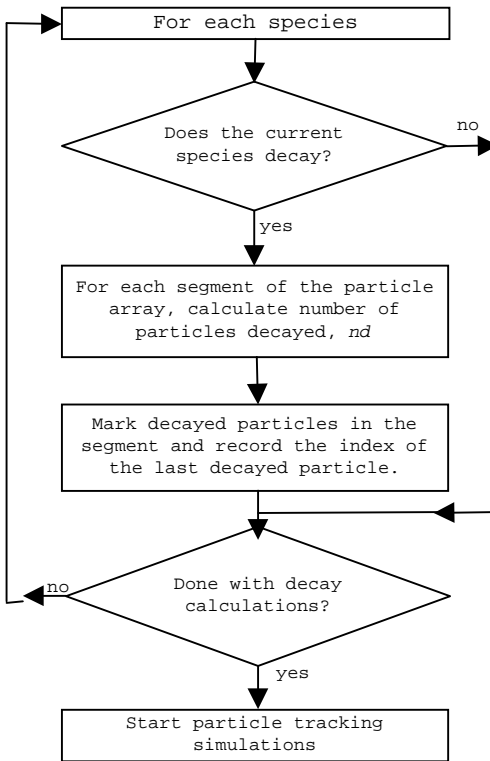 For each species
Does the current
species decay?
no
yes
For each segment of the particle
array, calculate number of
particles decayed, nd
Mark decayed particles in the
segment and record the index of
the last decayed particle.
no
Done with decay
calculations?
yes
Start particle tracking
simulations